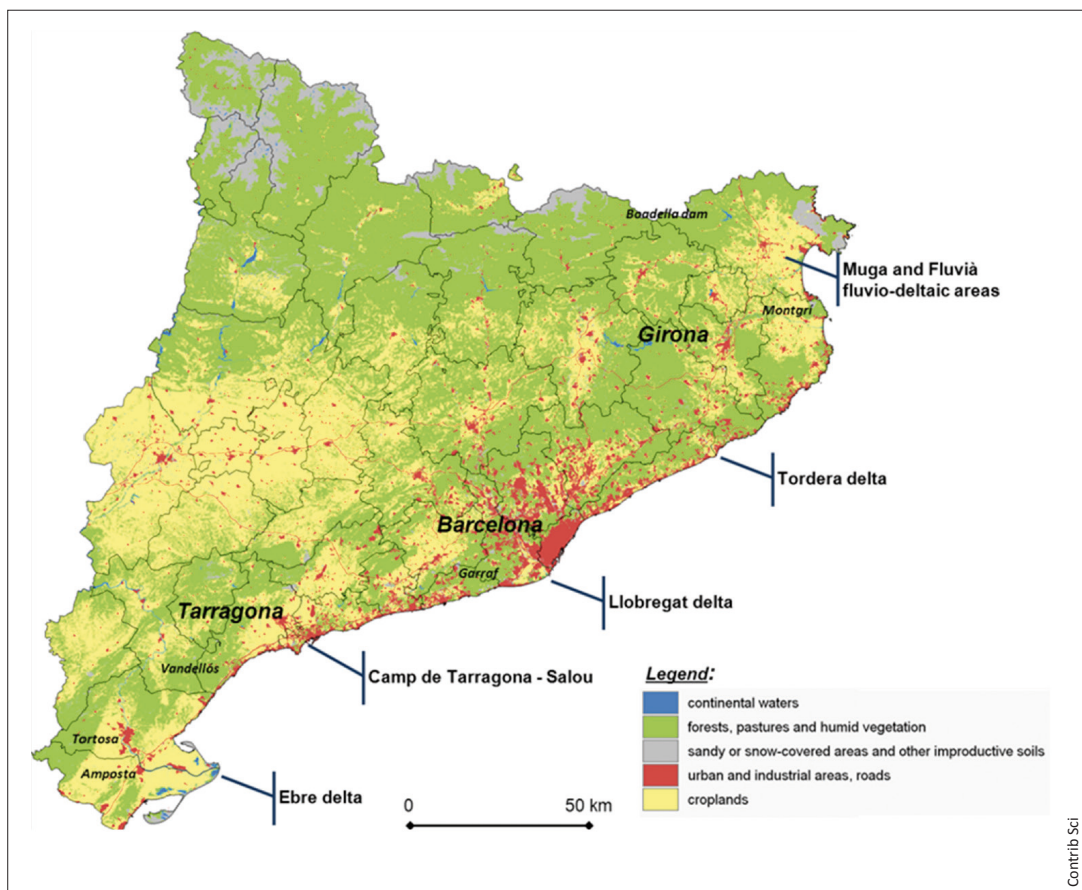 Boadella dam
Muga and Fluvià
fluvio-deltaic areas
Montgrí
Girona
Tordera delta
Barcelona
Garraf
Llobregat delta
Tarragona
Camp de Tarragona - Salou
Vandellós
Tortosa
Amposta
Ebre delta
0 50 km
Legend:
continental waters
forests, pastures and humid vegetation
sandy or snow-covered areas and other improductive soils
urban and industrial areas, roads
croplands
Contrib Sci